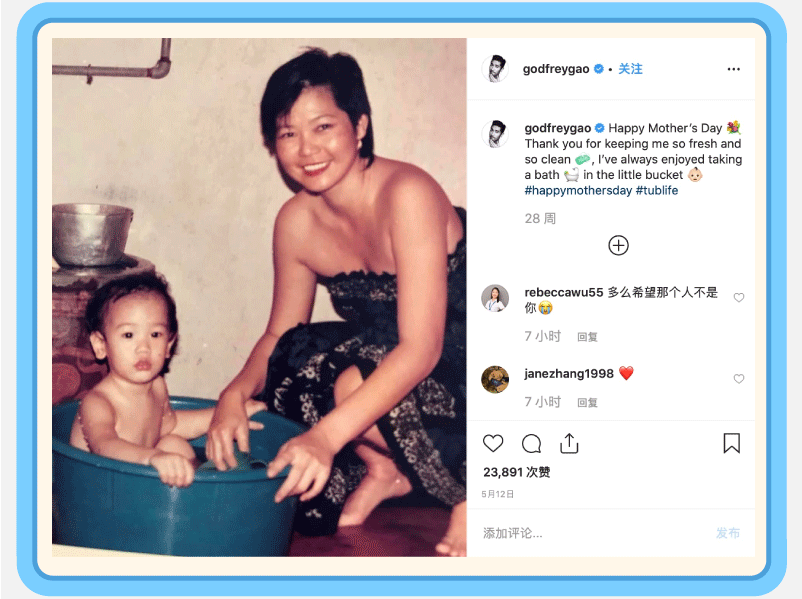 godfreygao • 关注
godfreygao Happy Mother's Day 💐
Thank you for keeping me so fresh and
so clean 🧼, I've always enjoyed taking
a bath 🛀 in the little bucket 👶🏻
#happymothersday #tublife
28 周
rebeccawu55 多么希望那个人不是
你😭
7 小时 回复
janezhang1998 ❤️
7 小时 回复
23,891 次赞
5月12日
添加评论... 发布